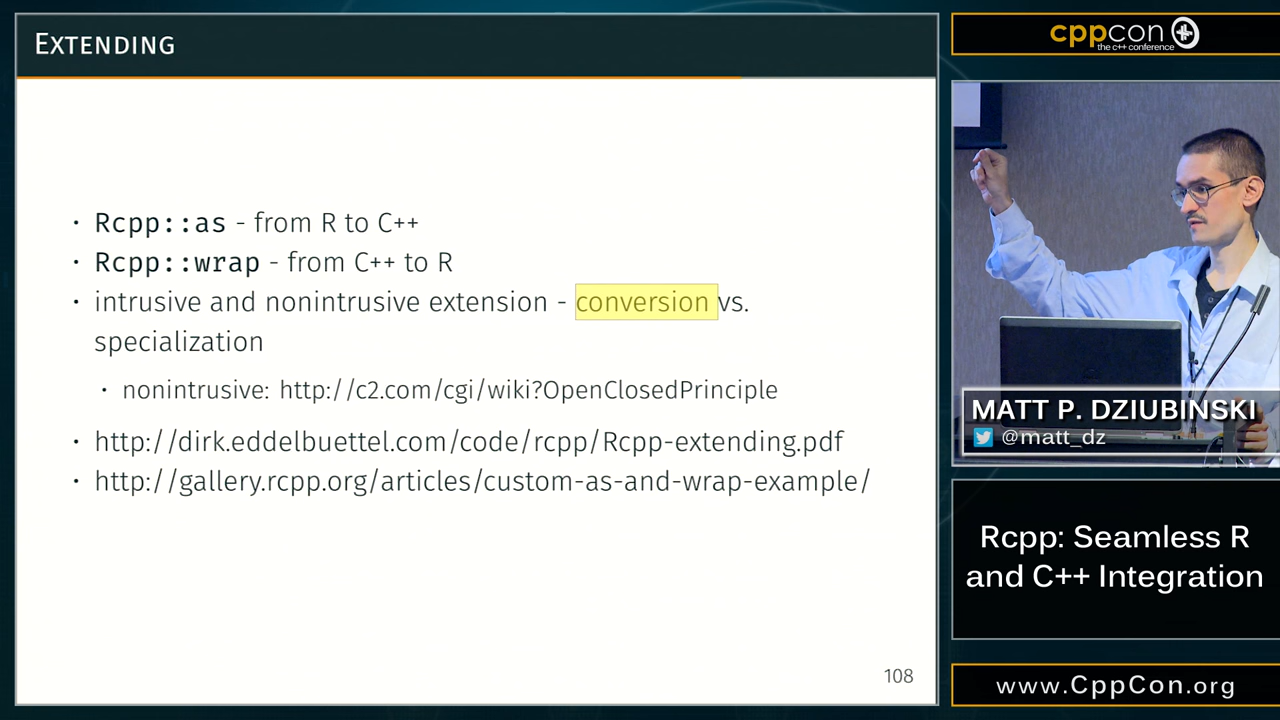 EXTENDING
• Rcpp::as - from R to C++
• Rcpp::wrap - from C++ to R
• intrusive and nonintrusive extension - conversion vs.
specialization
• nonintrusive: http://c2.com/cgi/wiki?OpenClosedPrinciple
• http://dirk.eddelbuettel.com/code/rcpp/Rcpp-extending.pdf
• http://gallery.rcpp.org/articles/custom-as-and-wrap-example/
108
cppcon
the c++ conference
MATT P. DZIUBINSKI
@matt_dz
Rcpp: Seamless R
and C++ Integration
www.CppCon.org